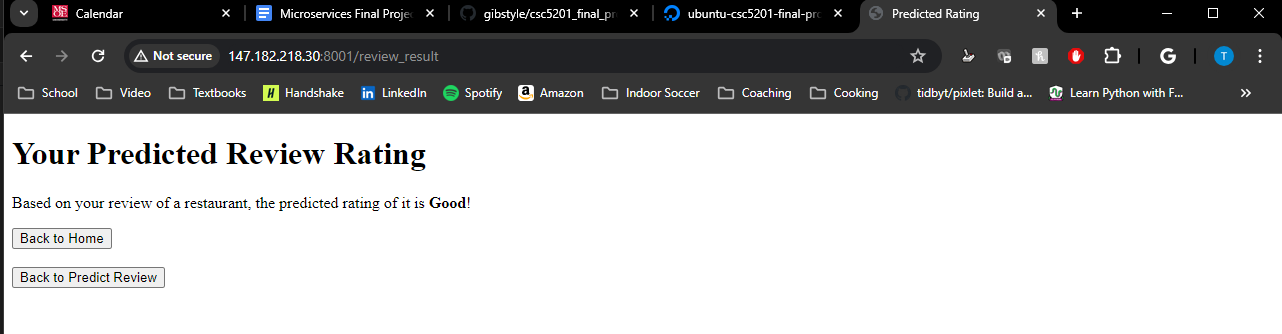 MSOE Calendar Microservices Final Proje gibstyle/csc5201_final_pr ubuntu-csc5201-final-pro Predicted Rating
Not secure 147.182.218.30:8001/review_result G T
School Video Textbooks Handshake LinkedIn Spotify Amazon Indoor Soccer Coaching Cooking tidbyt/pixlet: Build a... Learn Python with F... »
Your Predicted Review Rating
Based on your review of a restaurant, the predicted rating of it is Good!
Back to Home
Back to Predict Review